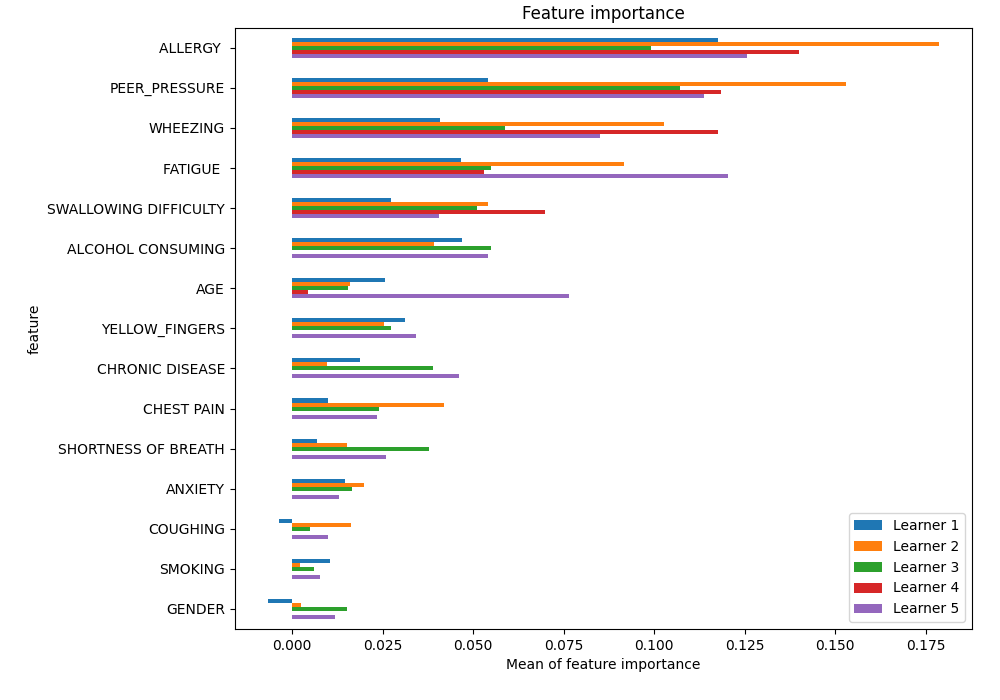 Feature importance
ALLERGY
PEER_PRESSURE
WHEEZING
FATIGUE
SWALLOWING DIFFICULTY
ALCOHOL CONSUMING
AGE
YELLOW_FINGERS
CHRONIC DISEASE
CHEST PAIN
SHORTNESS OF BREATH
ANXIETY
COUGHING
SMOKING
GENDER
feature
Learner 1
Learner 2
Learner 3
Learner 4
Learner 5
0.000 0.025 0.050 0.075 0.100 0.125 0.150 0.175
Mean of feature importance